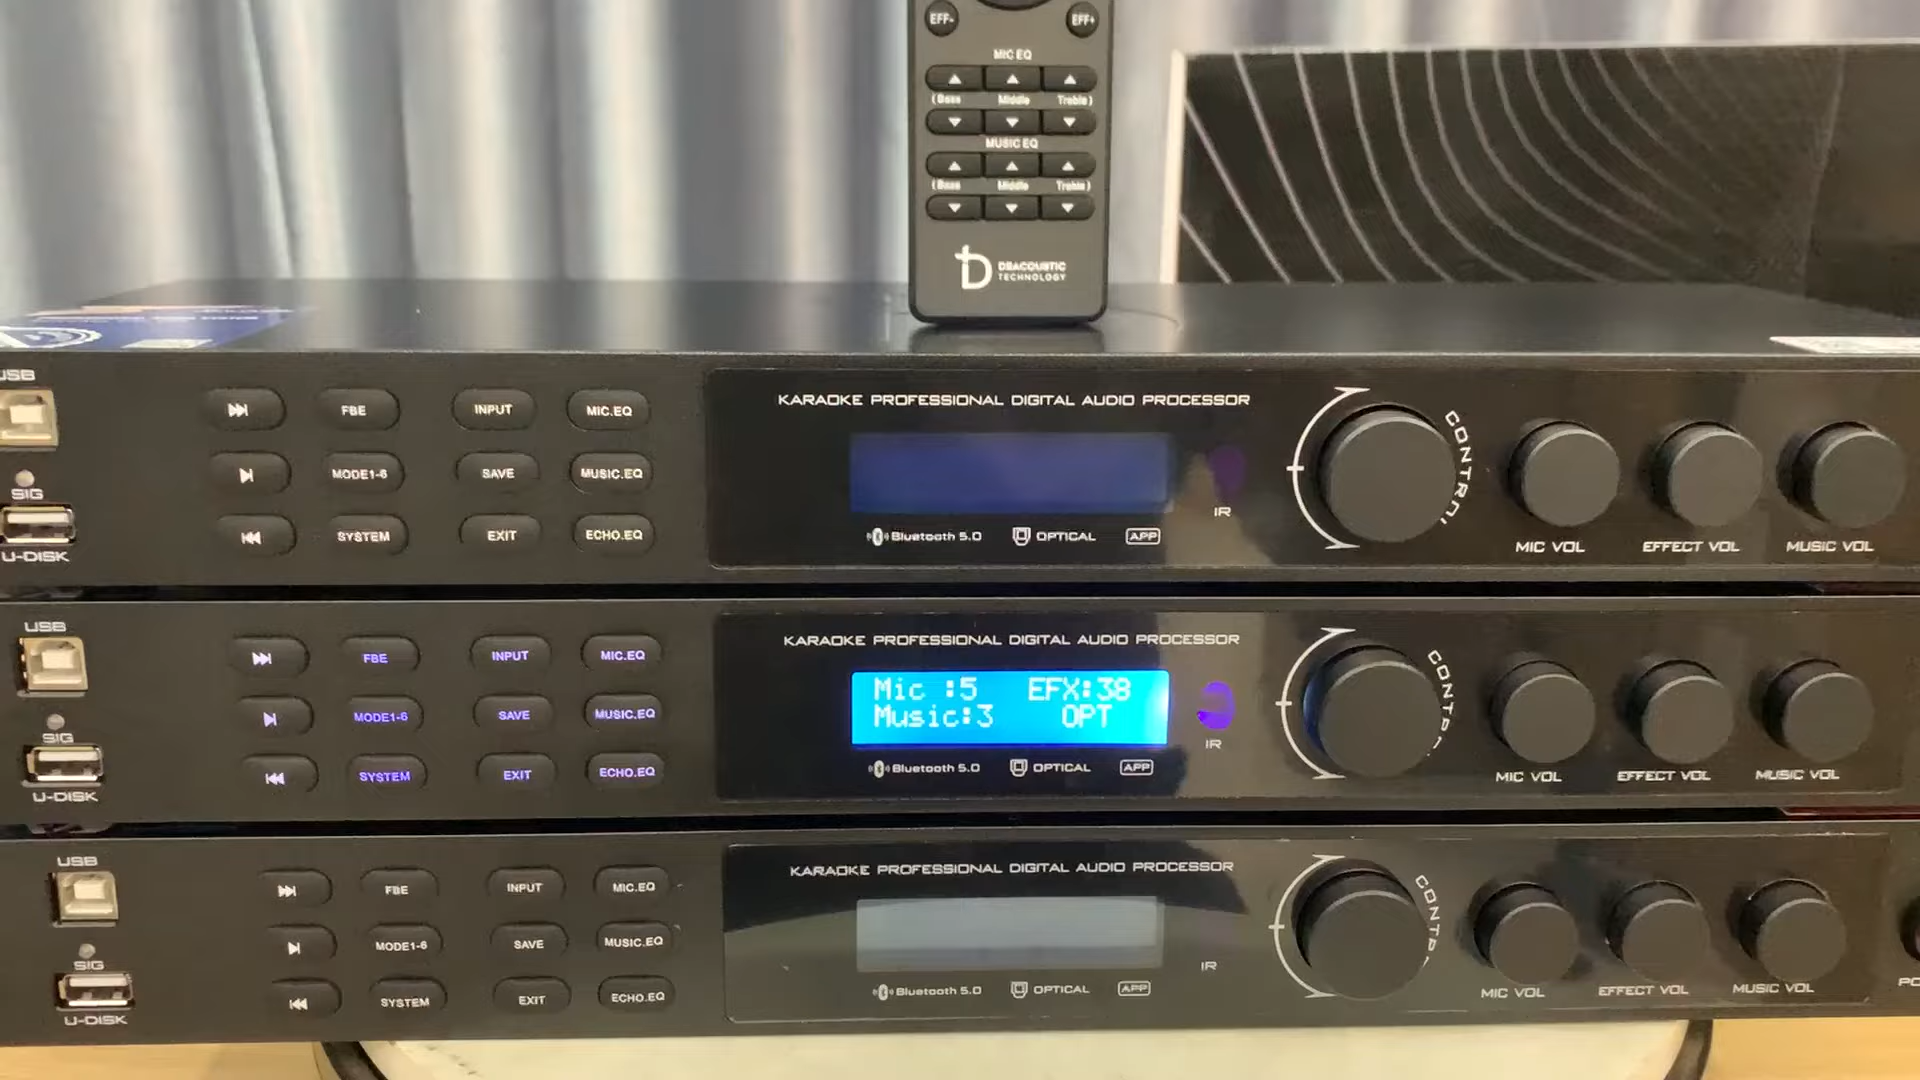 EFF- EFF+
MIC EQ
(Bass Middle Treble)
MUSIC EQ
(Bass Middle Treble)
DBACOUSTIC
TECHNOLOGY
USB
FBE INPUT MIC.EQ
MODE1-6 SAVE MUSIC.EQ
SYSTEM EXIT ECHO.EQ
SIG
U-DISK
KARAOKE PROFESSIONAL DIGITAL AUDIO PROCESSOR
Bluetooth 5.0 OPTICAL APP
IR
CONTROL
MIC VOL EFFECT VOL MUSIC VOL
USB
FBE INPUT MIC.EQ
MODE1-6 SAVE MUSIC.EQ
SYSTEM EXIT ECHO.EQ
SIG
U-DISK
KARAOKE PROFESSIONAL DIGITAL AUDIO PROCESSOR
Mic :5 EFX:38
Music:3 OPT
Bluetooth 5.0 OPTICAL APP
IR
CONTROL
MIC VOL EFFECT VOL MUSIC VOL
USB
FBE INPUT MIC.EQ
MODE1-6 SAVE MUSIC.EQ
SYSTEM EXIT ECHO.EQ
SIG
U-DISK
KARAOKE PROFESSIONAL DIGITAL AUDIO PROCESSOR
Bluetooth 5.0 OPTICAL APP
IR
CONTROL
MIC VOL EFFECT VOL MUSIC VOL